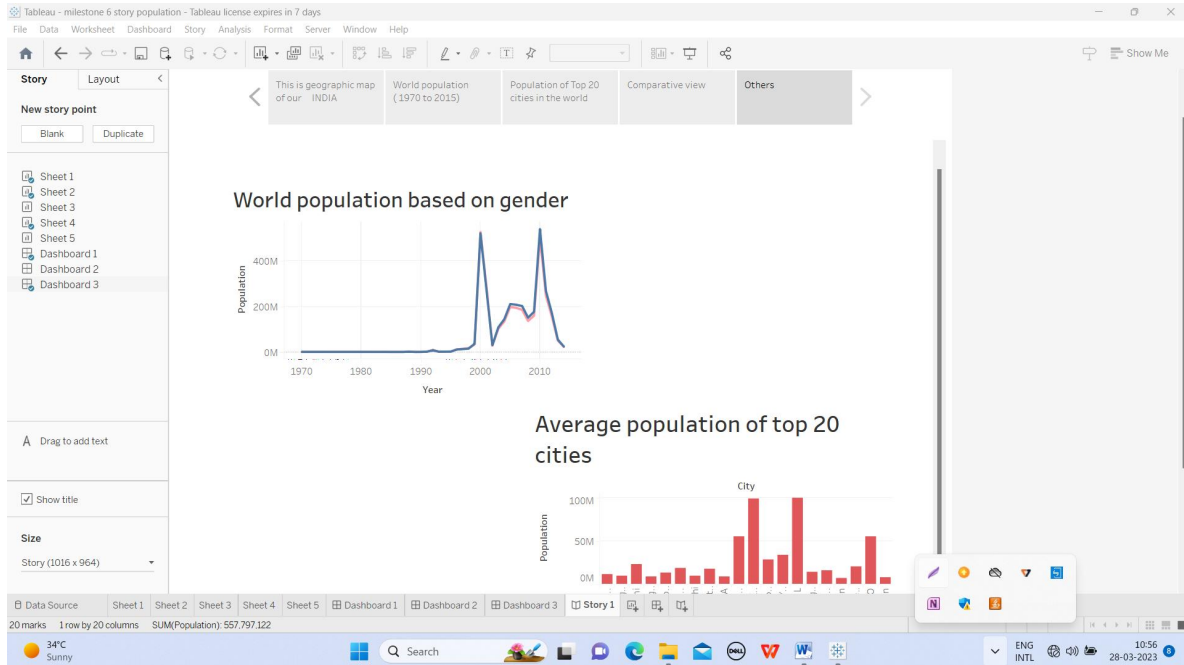 Tableau - milestone 6 story population - Tableau license expires in 7 days
File Data Worksheet Dashboard Story Analysis Format Server Window Help
Show Me
Story Layout
New story point
Blank Duplicate
Sheet 1
Sheet 2
Sheet 3
Sheet 4
Sheet 5
Dashboard 1
Dashboard 2
Dashboard 3
A Drag to add text
Show title
Size
Story (1016 x 964)
This is geographic map
of our INDIA
World population
(1970 to 2015)
Population of Top 20
cities in the world
Comparative view
Others
World population based on gender
Population
400M
200M
0M
1970 1980 1990 2000 2010
Year
Average population of top 20
cities
City
Population
100M
50M
0M
Data Source Sheet 1 Sheet 2 Sheet 3 Sheet 4 Sheet 5 Dashboard 1 Dashboard 2 Dashboard 3 Story 1
20 marks 1 row by 20 columns SUM(Population): 557,797,122
34°C
Sunny
Search
DELL
ENG
INTL
10:56
28-03-2023
8